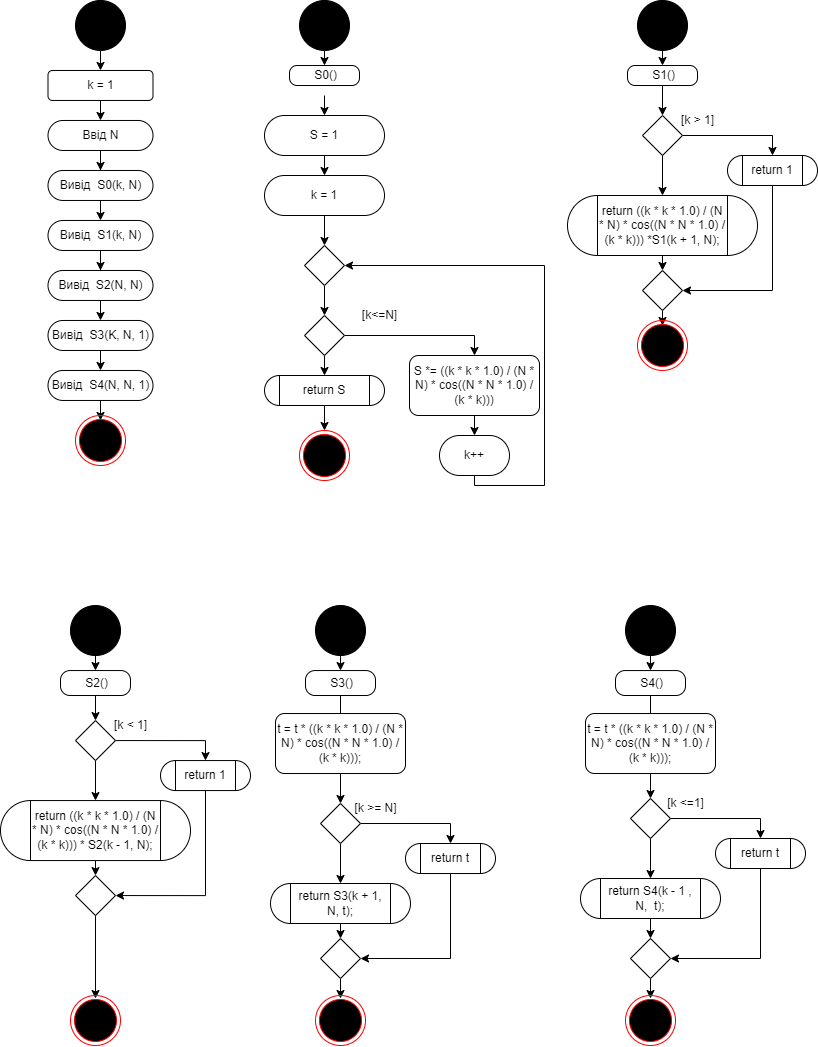 k = 1
Ввід N
Вивід  S0(k, N)
Вивід  S1(k, N)
Вивід  S2(N, N)
Вивід  S3(K, N, 1)
Вивід  S4(N, N, 1)
S0()
S = 1
k = 1
[k<=N]
S *= ((k * k * 1.0) / (N *
N) * cos((N * N * 1.0) /
(k * k)))
return S
k++
S1()
[k > 1]
return 1
return ((k * k * 1.0) / (N
* N) * cos((N * N * 1.0) /
(k * k))) *S1(k + 1, N);
S2()
[k < 1]
return 1
return ((k * k * 1.0) / (N
* N) * cos((N * N * 1.0) /
(k * k))) * S2(k - 1, N);
S3()
t = t * ((k * k * 1.0) / (N *
N) * cos((N * N * 1.0) /
(k * k)));
[k >= N]
return t
return S3(k + 1,
N, t);
S4()
t = t * ((k * k * 1.0) / (N *
N) * cos((N * N * 1.0) /
(k * k)));
[k <=1]
return t
return S4(k - 1 ,
N,  t);